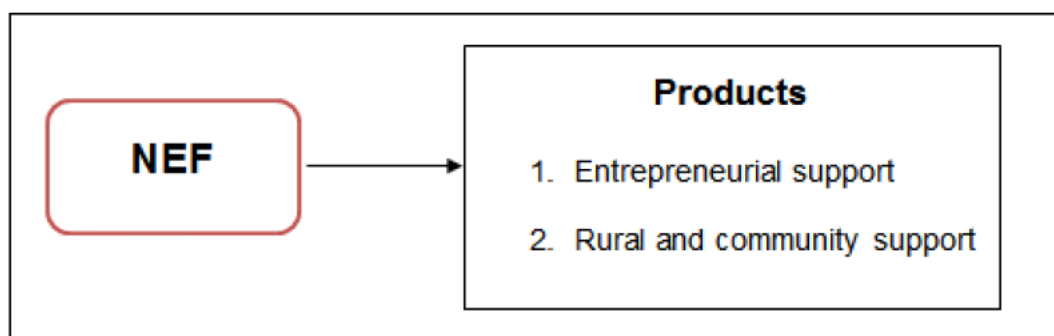 NEF
Products
1. Entrepreneurial support
2. Rural and community support